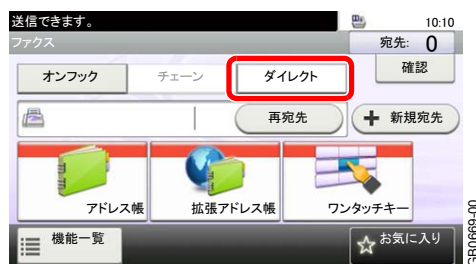 送信できます。 10:10
ファクス 宛先: 0
オンフック チェーン ダイレクト 確認
再宛先 新規宛先
アドレス帳 拡張アドレス帳 ワンタッチキー
機能一覧 お気に入り
GB0669-00